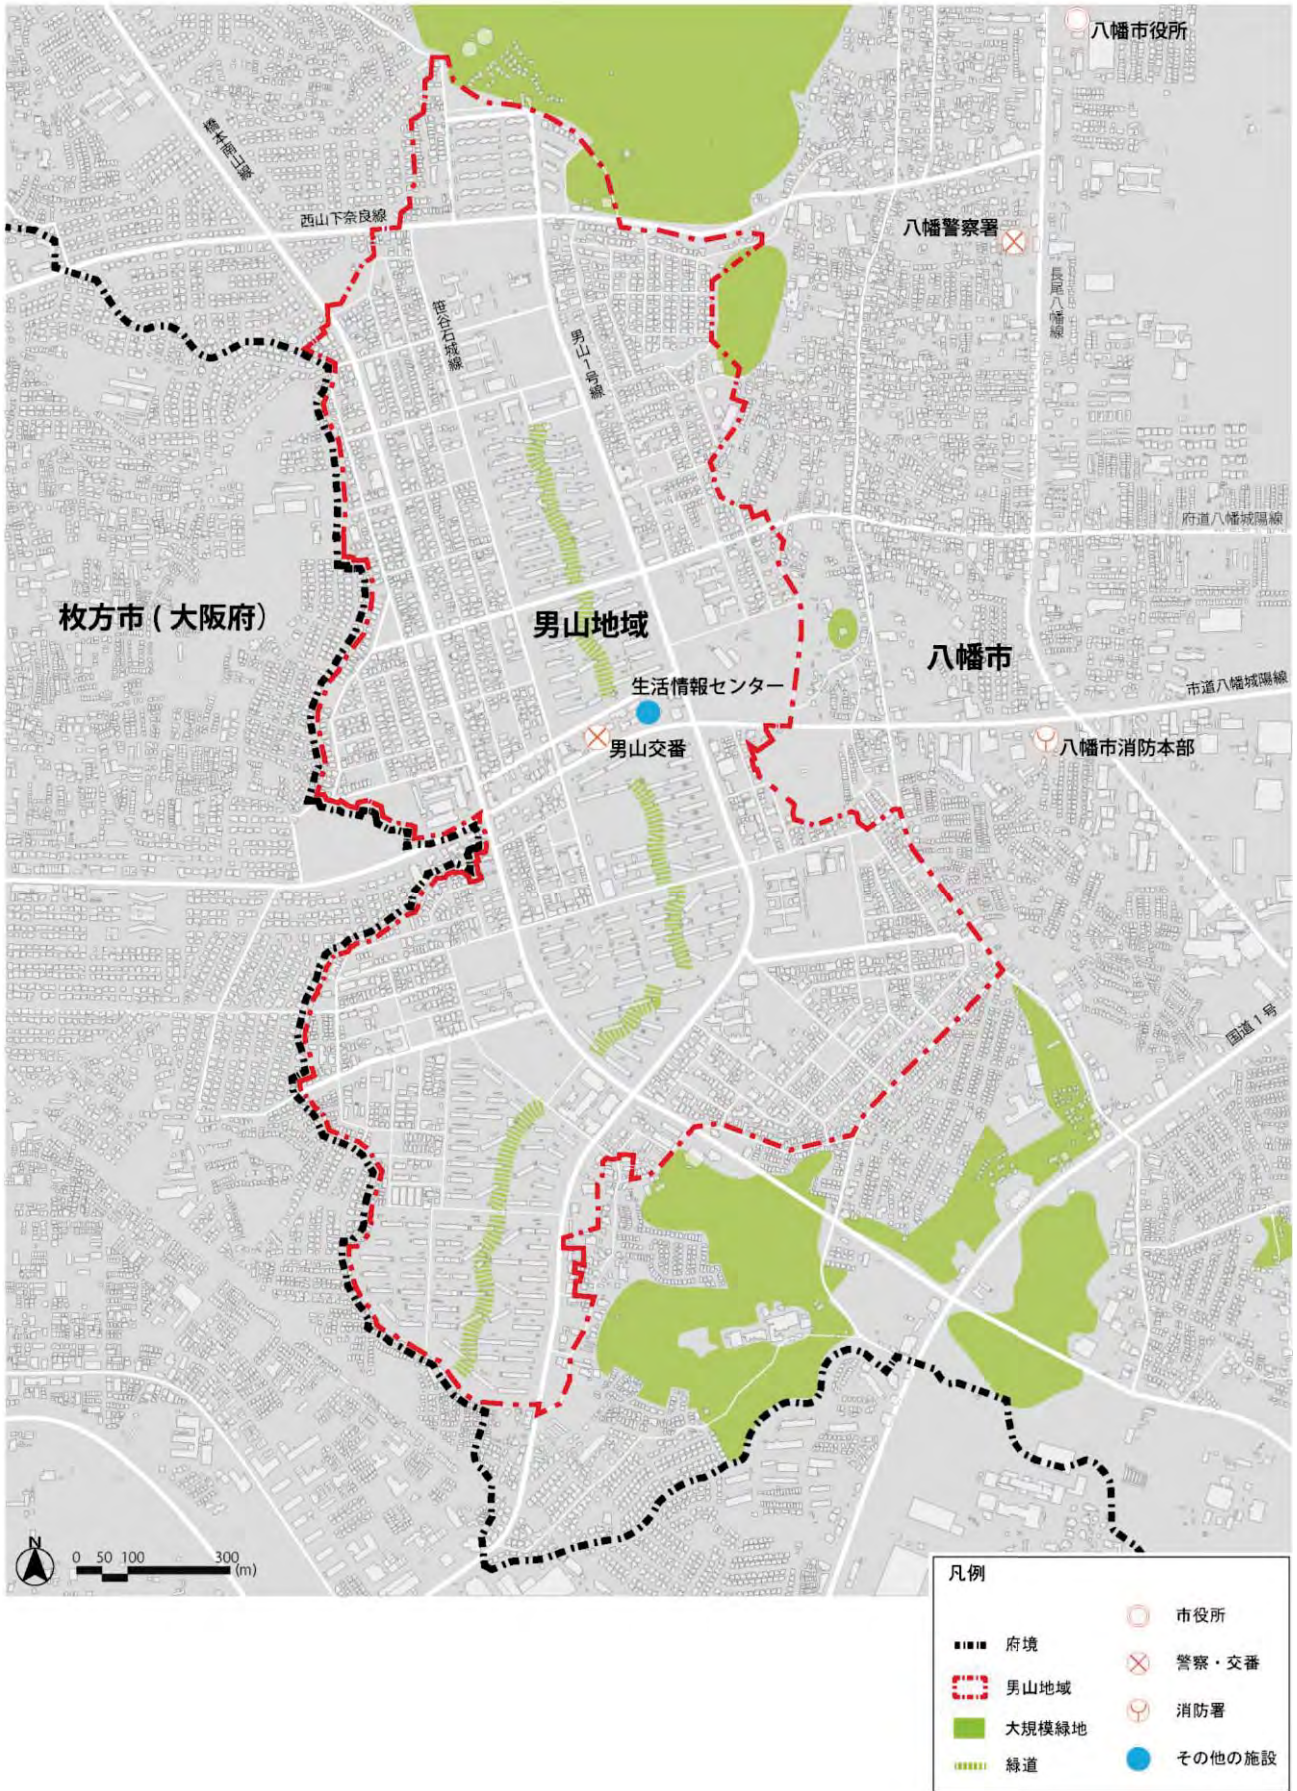 八幡市役所
橋本南山線
西山下奈良線
八幡警察署
長尾八幡線
笹谷石城線
男山1号線
府道八幡城陽線
枚方市(大阪府)
男山地域
八幡市
生活情報センター
市道八幡城陽線
男山交番
八幡市消防本部
国道1号
N
0 50 100 300
(m)
凡例
府境
男山地域
大規模緑地
緑道
市役所
警察・交番
消防署
その他の施設